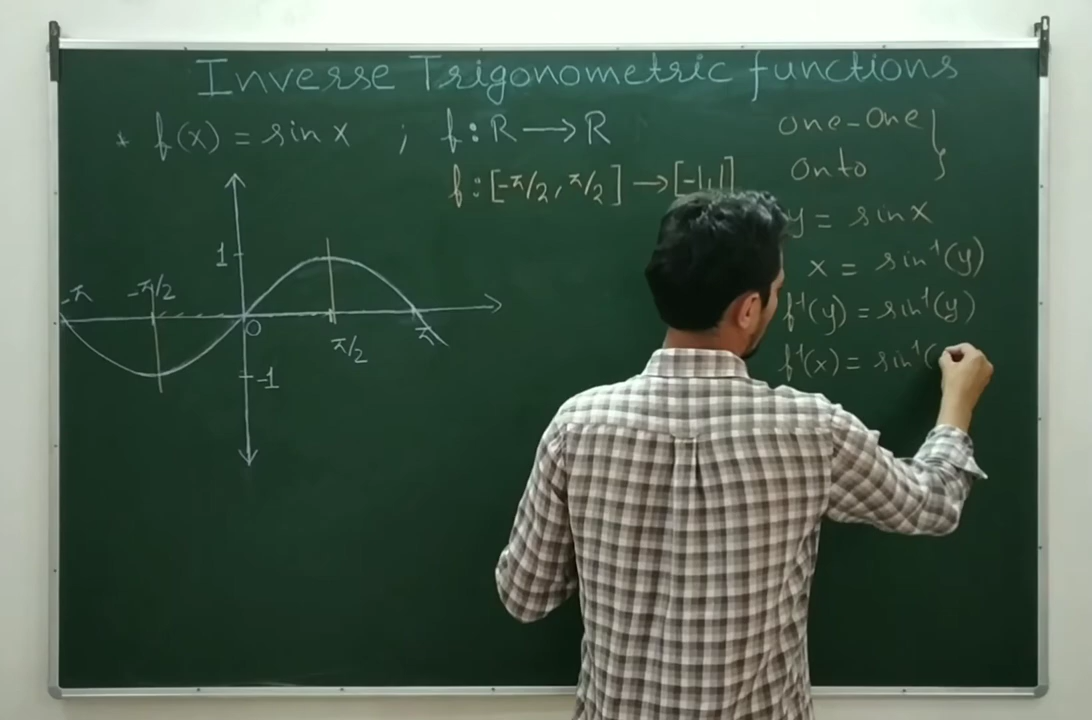 Inverse Trigonometric functions
* f(x) = sin x ; f : R → R
f : [-π/2, π/2] → [-1, 1]
one-one }
onto
y = sin x
x = sin⁻¹(y)
f⁻¹(y) = sin⁻¹(y)
f⁻¹(x) = sin⁻¹(
1
-π
-π/2
0
π/2
π
-1